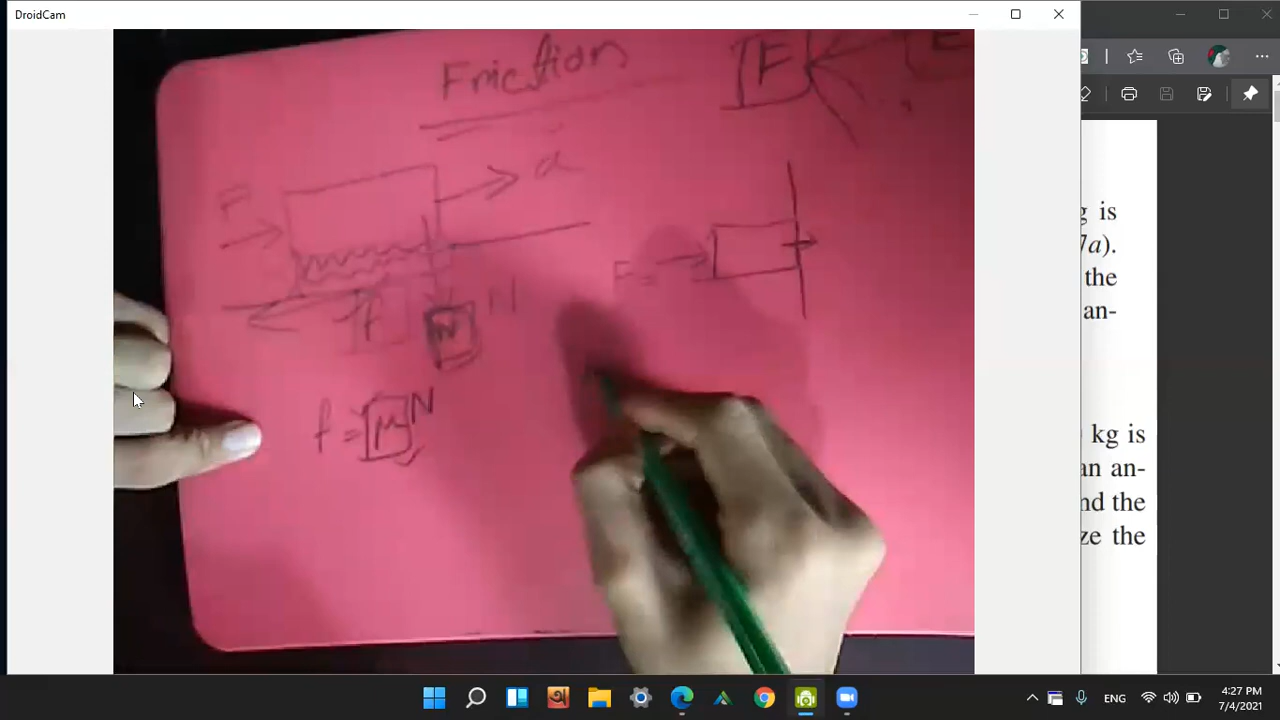 DroidCam
Friction
F
F
a
F
f
N
f = μN
g is
7a).
the
an-
kg is
an an-
nd the
ze the
ENG
4:27 PM
7/4/2021